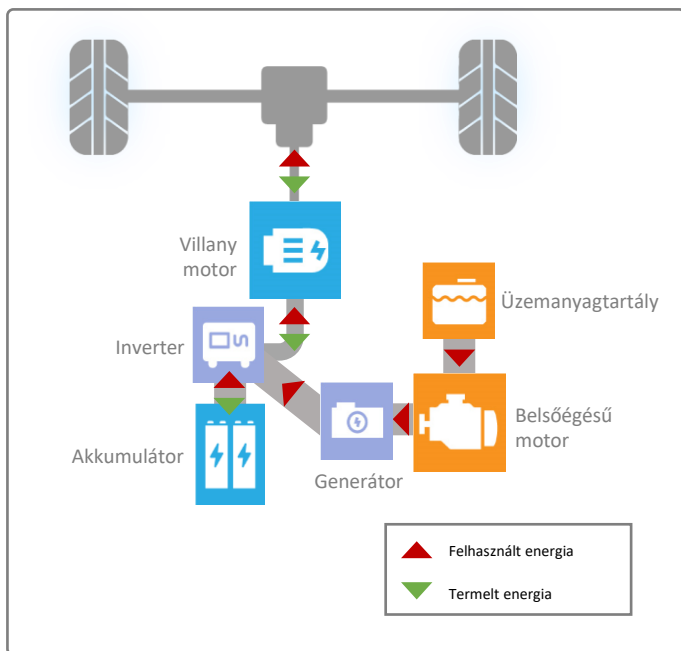 Villany
motor
Üzemanyagtartály
Inverter
Belsőégésű
motor
Akkumulátor
Generátor
Felhasznált energia
Termelt energia